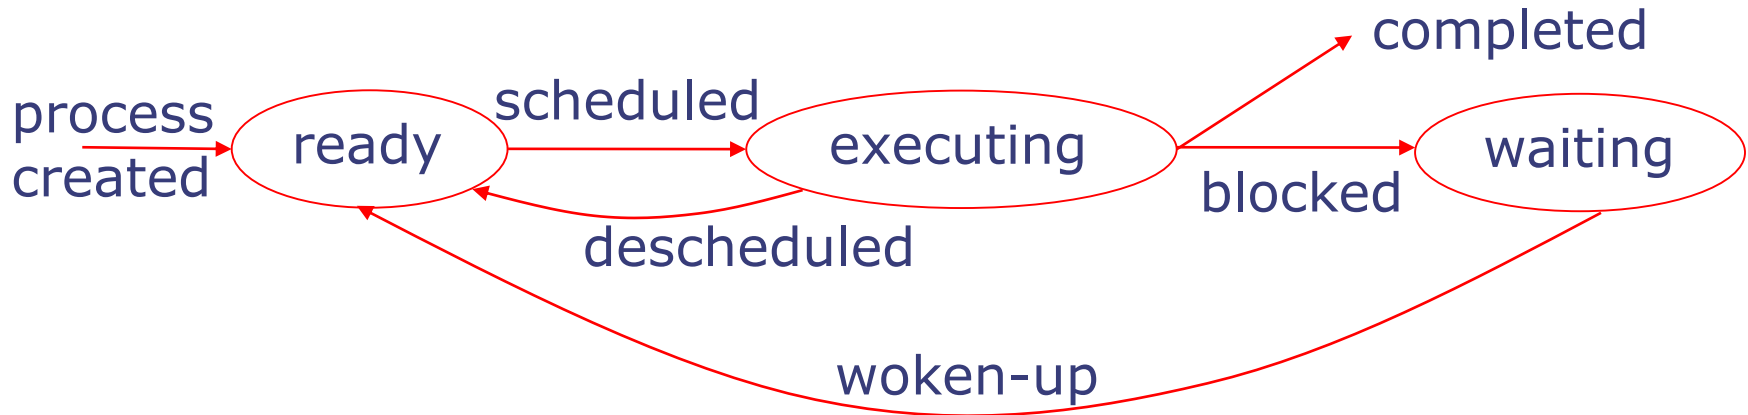 completed
process
created
scheduled
ready
executing
waiting
blocked
descheduled
woken-up